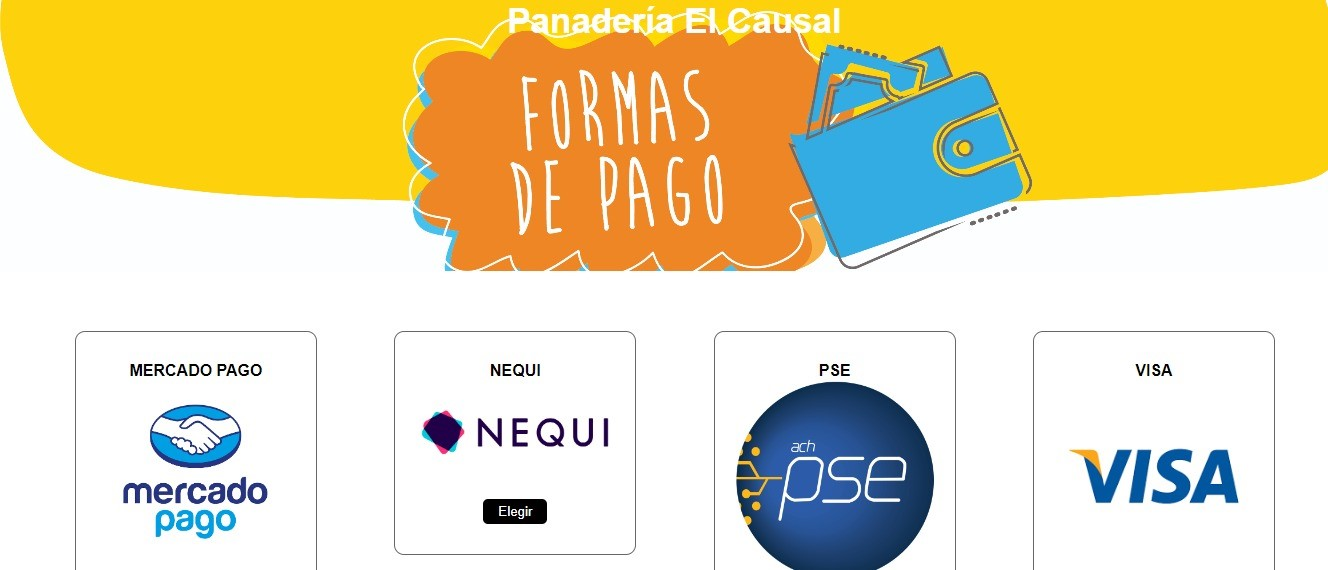 Panadería El Causal
FORMAS
DE PAGO
MERCADO PAGO
NEQUI
PSE
VISA
mercado
pago
NEQUI
ach
pse
VISA
Elegir